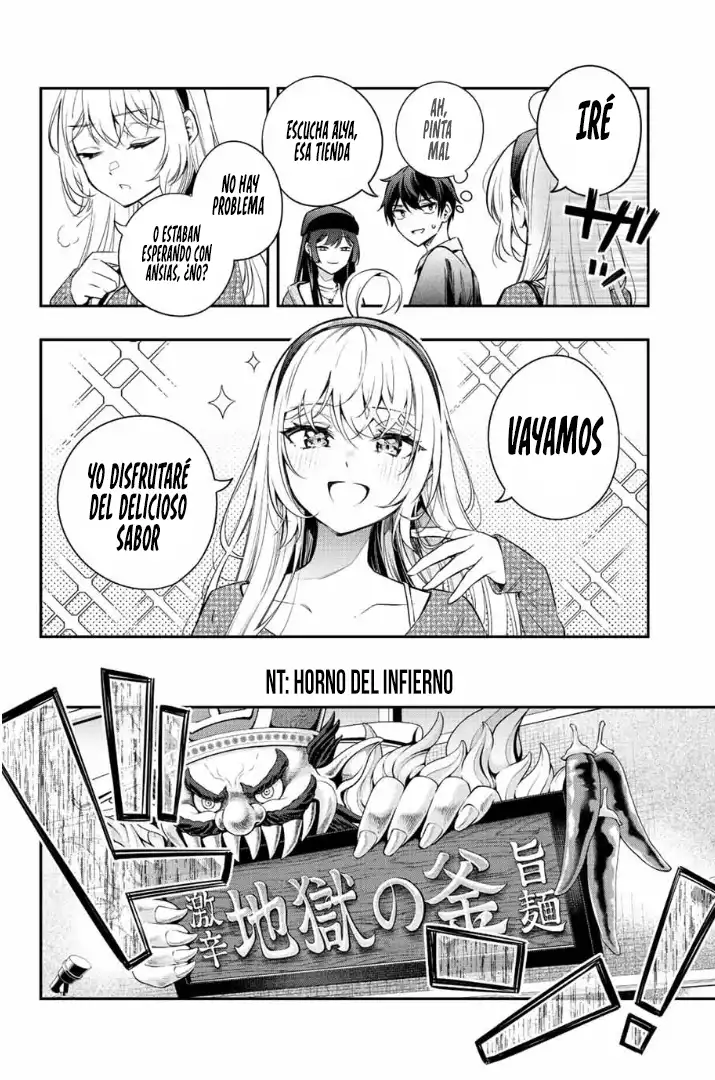 IRÉ
AH,
PINTA
MAL
ESCUCHA ALYA,
ESA TIENDA
NO HAY
PROBLEMA
O ESTABAN
ESPERANDO CON
ANSIAS, ¿NO?
VAYAMOS
YO DISFRUTARÉ
DEL DELICIOSO
SABOR
NT: HORNO DEL INFIERNO
激辛
地獄の釜
旨麺